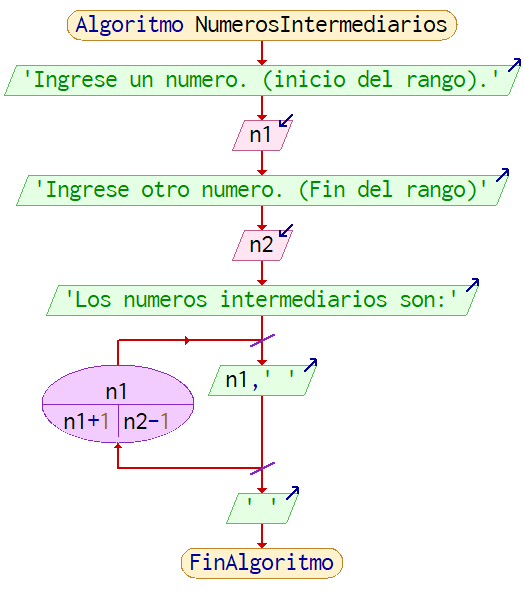 Algoritmo NumerosIntermediarios
'Ingrese un numero. (inicio del rango).'
n1
'Ingrese otro numero. (Fin del rango)'
n2
'Los numeros intermediarios son:'
n1
n1+1 n2-1
n1,' '
' '
FinAlgoritmo